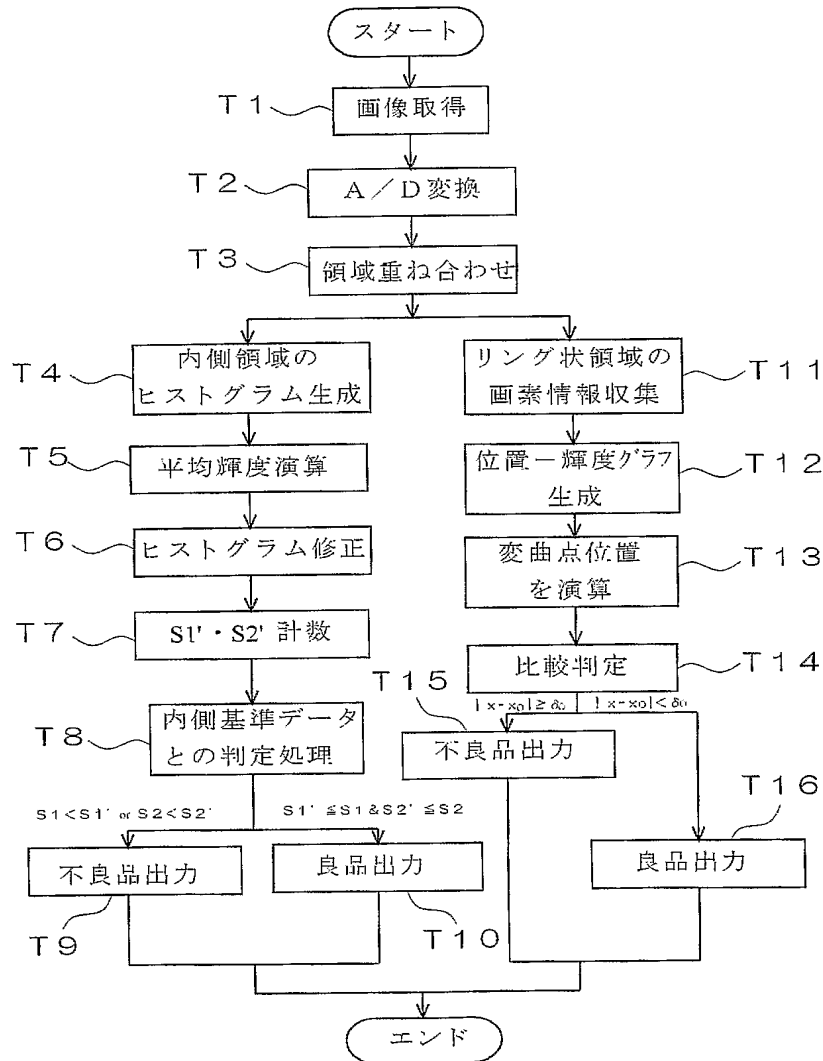 スタート
T1
画像取得
T2
A/D変換
T3
領域重ね合わせ
T4
内側領域の
ヒストグラム生成
T5
平均輝度演算
T6
ヒストグラム修正
T7
S1'・S2' 計数
T8
内側基準データ
との判定処理
S1<S1' or S2<S2'
S1'≦S1&S2'≦S2
不良品出力
T9
良品出力
T10
リング状領域の
画素情報収集
T11
位置ー輝度グラフ
生成
T12
変曲点位置
を演算
T13
比較判定
T14
|x-x₀|≧δ₀
|x-x₀|<δ₀
T15
不良品出力
T16
良品出力
エンド